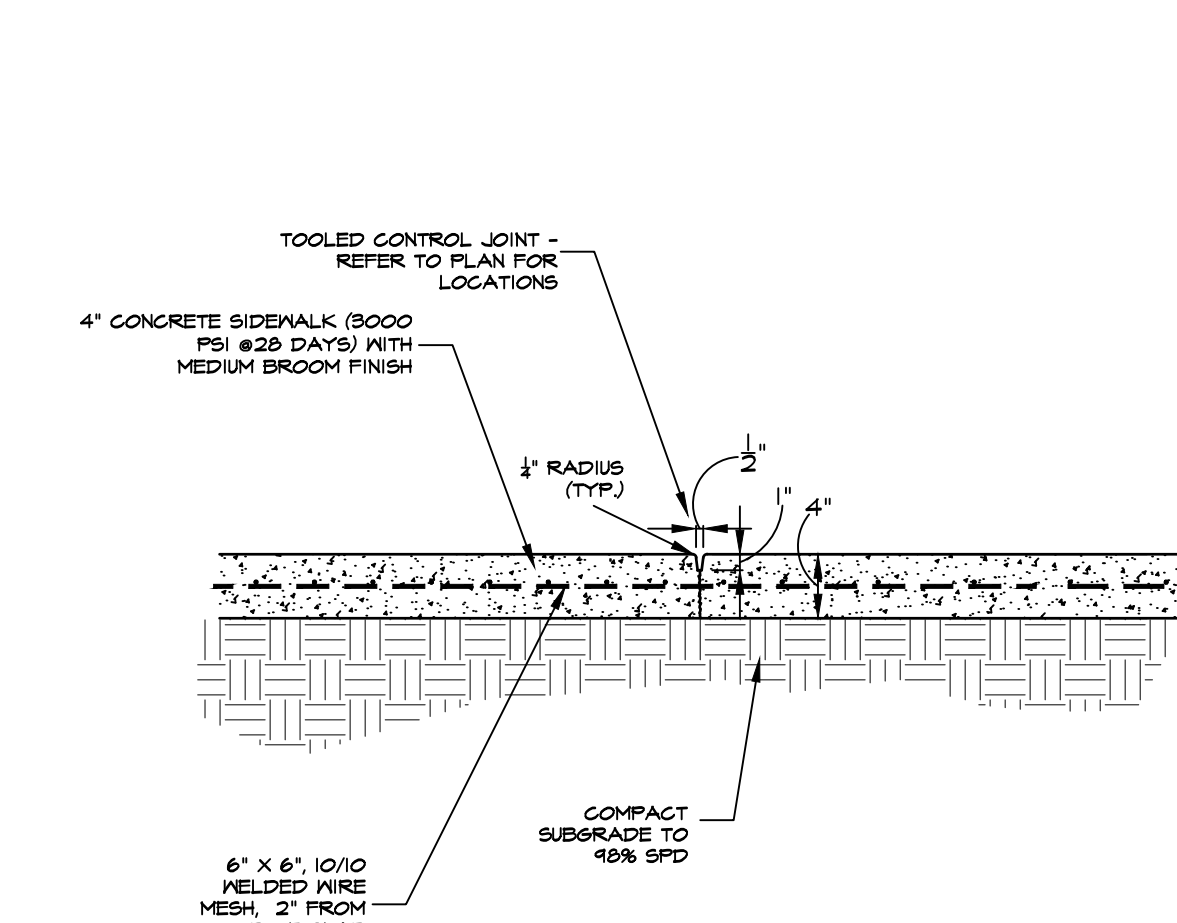 TOOLED CONTROL JOINT -
REFER TO PLAN FOR
LOCATIONS
4" CONCRETE SIDEWALK (3000
PSI @28 DAYS) WITH
MEDIUM BROOM FINISH
1/4" RADIUS
(TYP.)
1/2"
1"
4"
COMPACT
SUBGRADE TO
98% SPD
6" X 6", 10/10
WELDED WIRE
MESH, 2" FROM